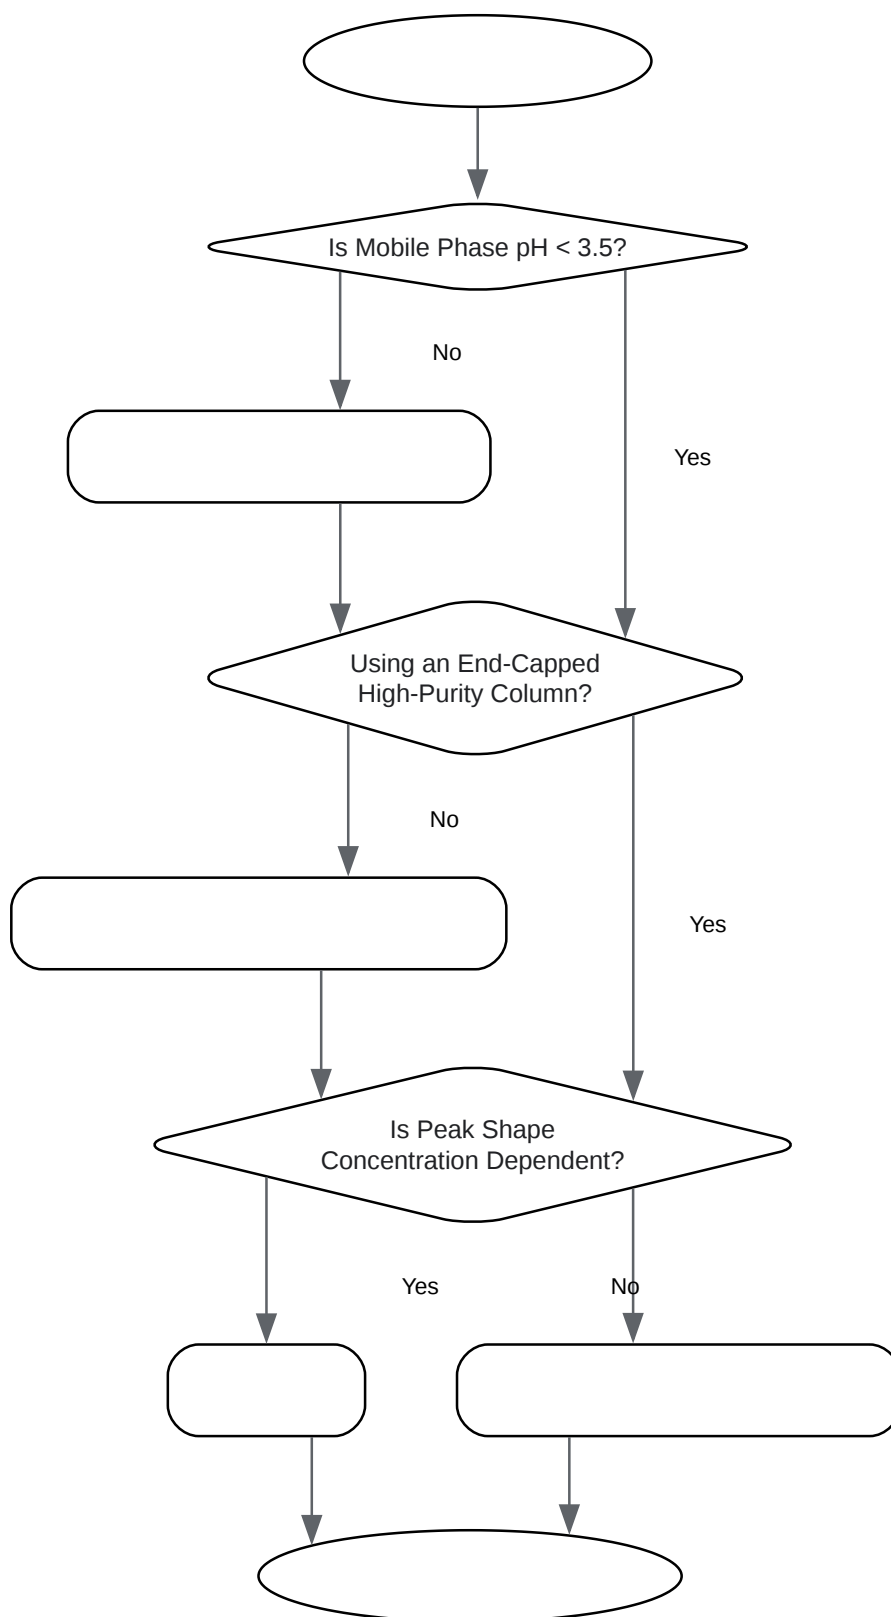 Is Mobile Phase pH < 3.5?
No
Yes
Using an End-Capped
High-Purity Column?
No
Yes
Is Peak Shape
Concentration Dependent?
Yes
No